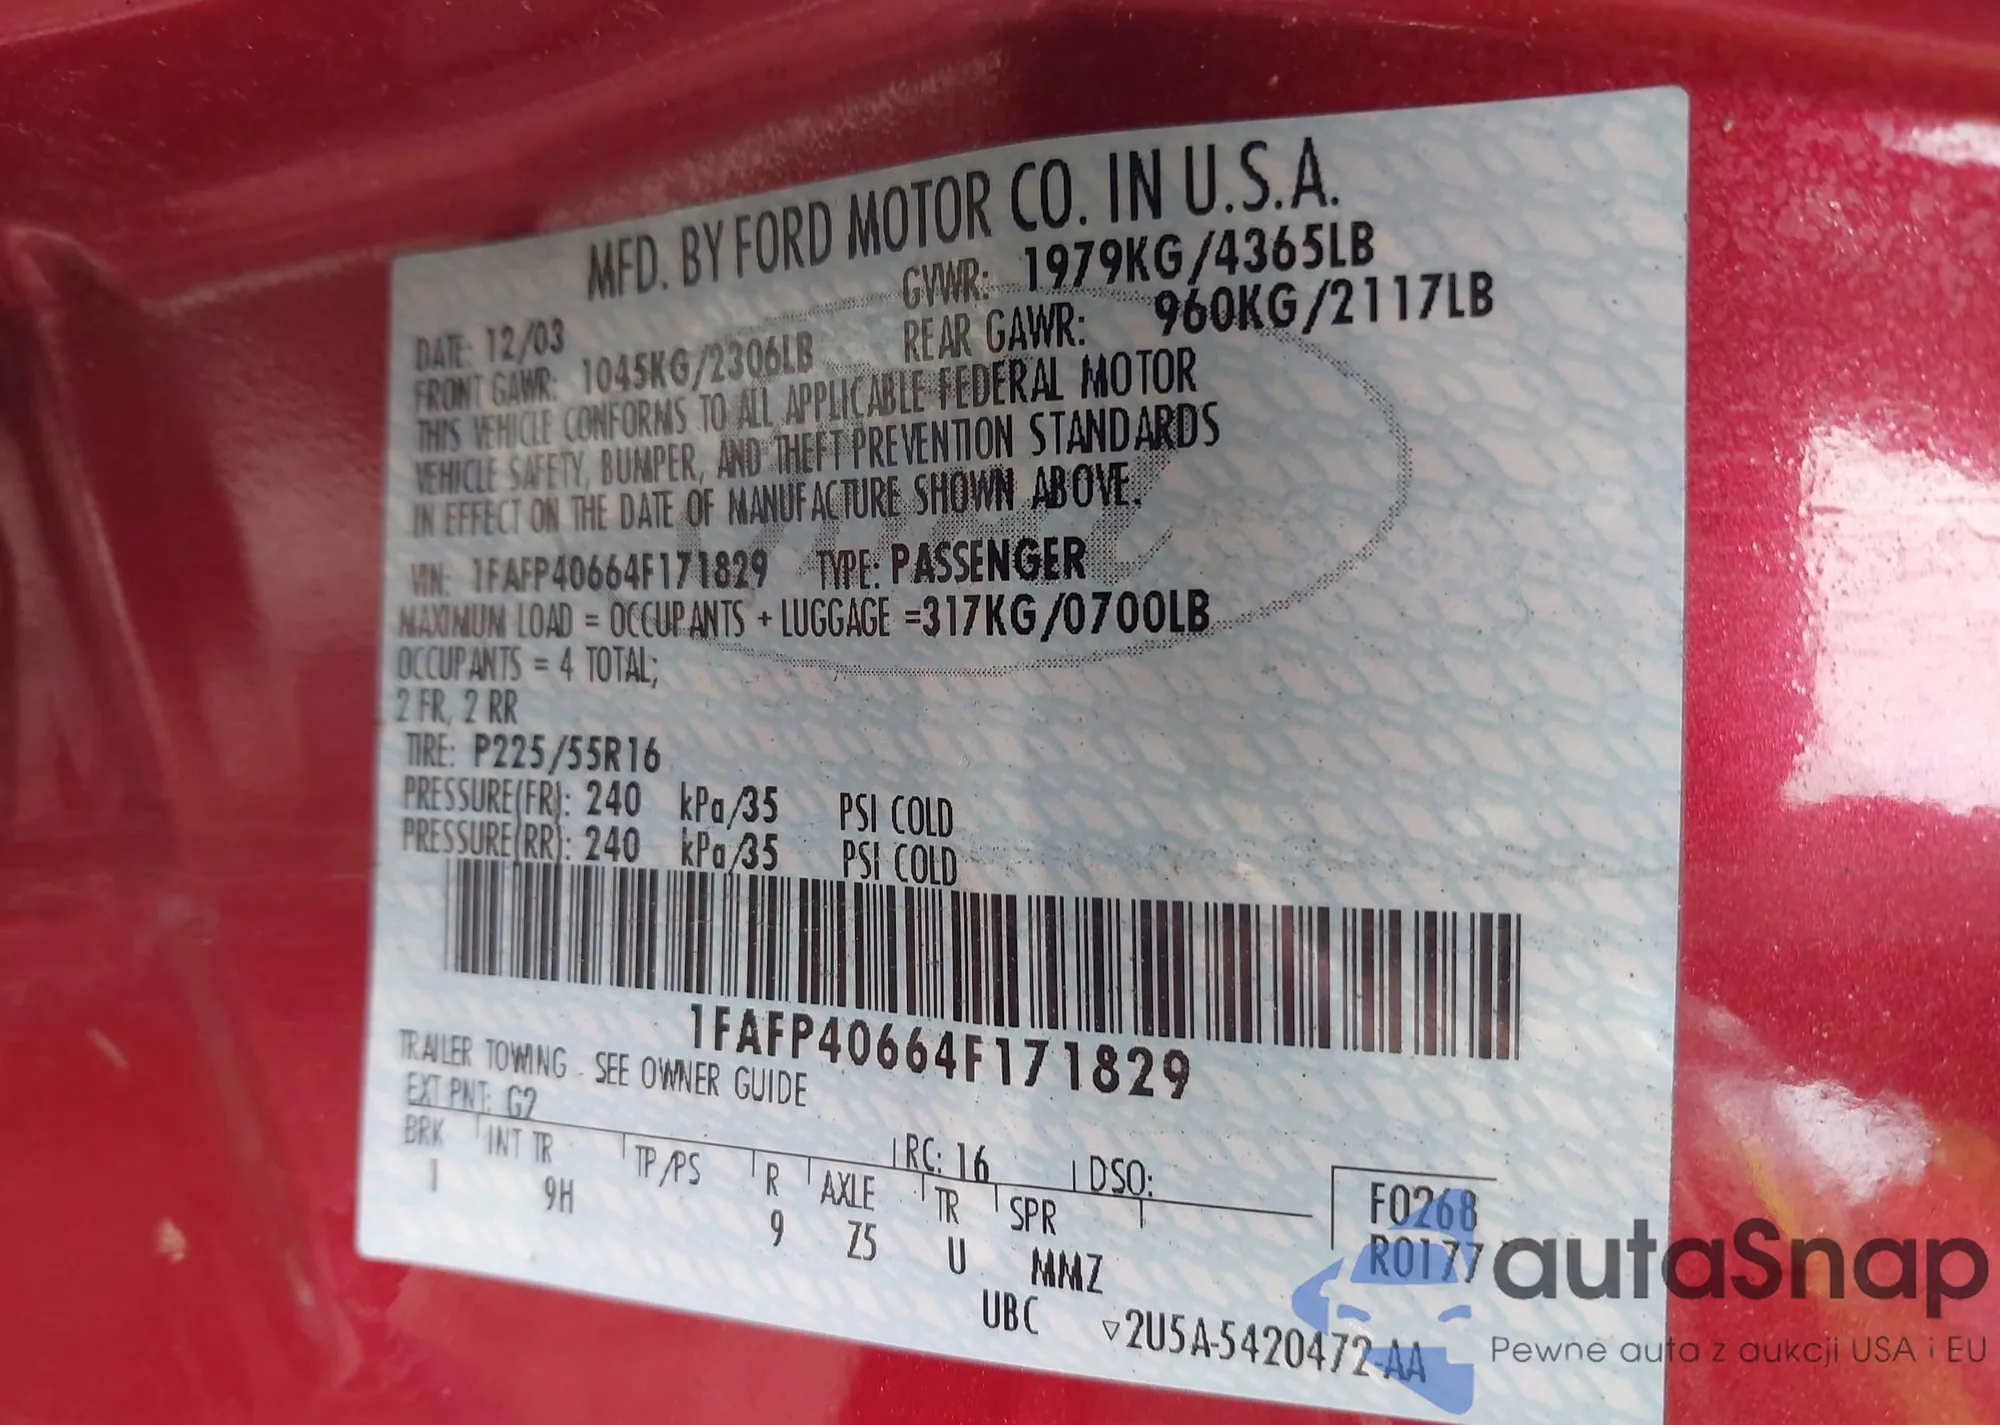 MFD. BY FORD MOTOR CO. IN U.S.A.
DATE: 12/03 GVWR: 1979KG/4365LB
FRONT GAWR: 1045KG/2306LB REAR GAWR: 960KG/2117LB
THIS VEHICLE CONFORMS TO ALL APPLICABLE FEDERAL MOTOR
VEHICLE SAFETY, BUMPER, AND THEFT PREVENTION STANDARDS
IN EFFECT ON THE DATE OF MANUFACTURE SHOWN ABOVE.
VIN: 1FAFP40664F171829 TYPE: PASSENGER
MAXIMUM LOAD = OCCUPANTS + LUGGAGE =317KG/0700LB
OCCUPANTS = 4 TOTAL;
2 FR, 2 RR
TIRE: P225/55R16
PRESSURE(FR): 240 kPa/35 PSI COLD
PRESSURE(RR): 240 kPa/35 PSI COLD
1FAFP40664F171829
TRAILER TOWING - SEE OWNER GUIDE
EXT PNT: G2 RC: 16 DSO:
BRK INT TR TP/PS R AXLE TR SPR
1 9H 9 Z5 U MMZ
F0268
R0177
UBC ▽2U5A-5420472-AA
autaSnap
Pewne auta z aukcji USA i EU